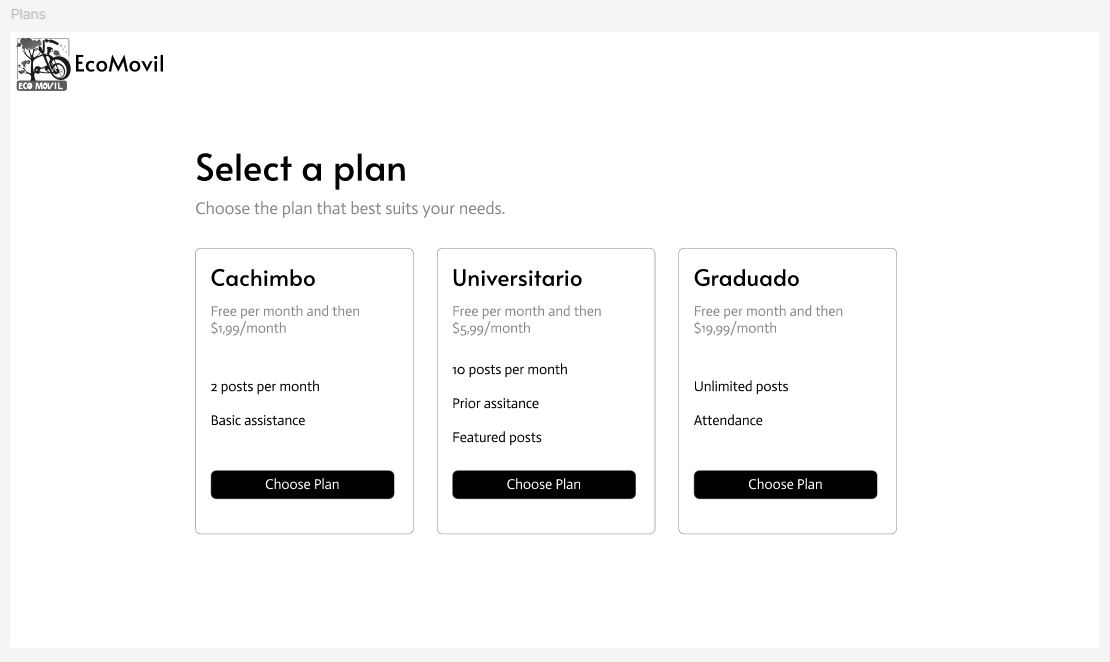 Plans
ECO MOVIL
EcoMovil
Select a plan
Choose the plan that best suits your needs.
Cachimbo
Free per month and then
$1,99/month
2 posts per month
Basic assistance
Choose Plan
Universitario
Free per month and then
$5,99/month
10 posts per month
Prior assitance
Featured posts
Choose Plan
Graduado
Free per month and then
$19,99/month
Unlimited posts
Attendance
Choose Plan